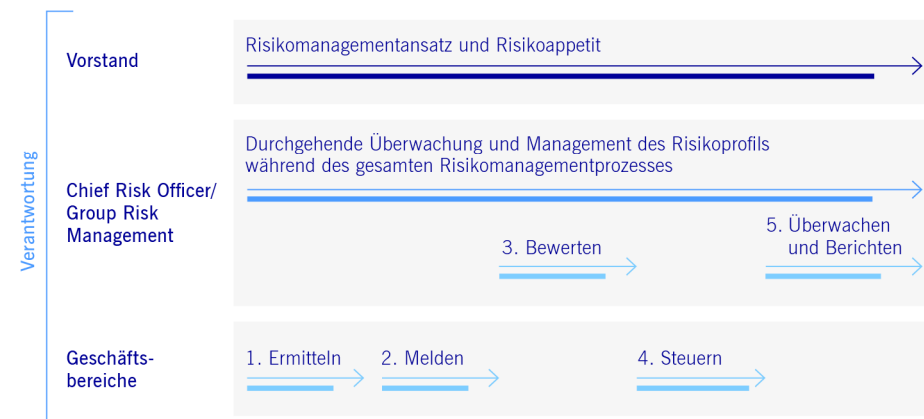 Verantwortung
Vorstand
Risikomanagementansatz und Risikoappetit
Chief Risk Officer/
Group Risk
Management
Durchgehende Überwachung und Management des Risikoprofils
während des gesamten Risikomanagementprozesses
3. Bewerten
5. Überwachen
und Berichten
Geschäfts-
bereiche
1. Ermitteln
2. Melden
4. Steuern